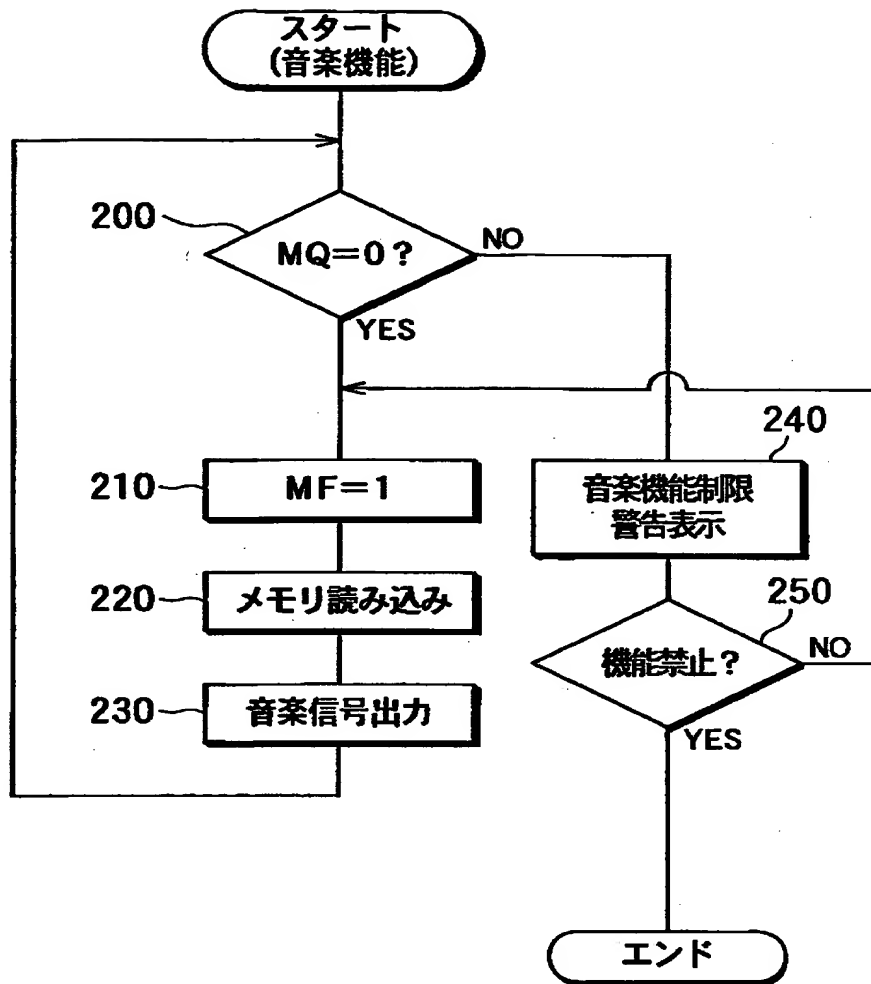 スタート
(音楽機能)
200
MQ=0?
NO
YES
240
210
MF=1
音楽機能制限
警告表示
220
メモリ読み込み
250
機能禁止?
NO
230
音楽信号出力
YES
エンド